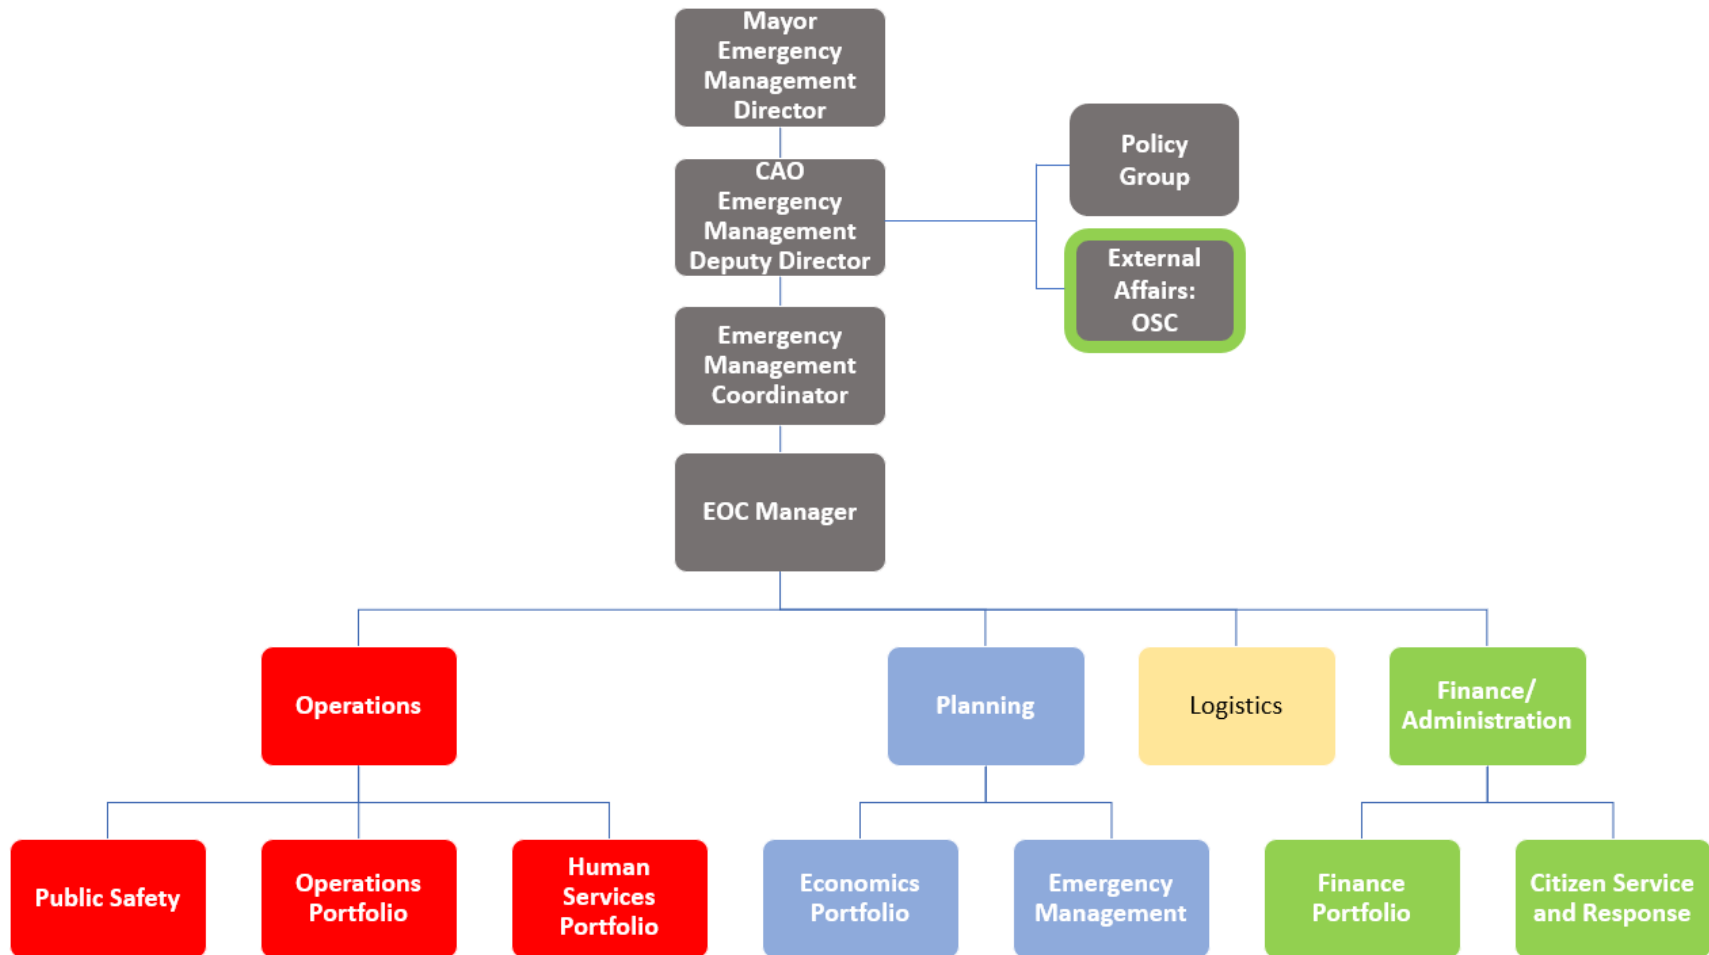 Mayor
Emergency
Management
Director
CAO
Emergency
Management
Deputy Director
Policy
Group
External
Affairs:
OSC
Emergency
Management
Coordinator
EOC Manager
Operations
Planning
Logistics
Finance/
Administration
Public Safety
Operations
Portfolio
Human
Services
Portfolio
Economics
Portfolio
Emergency
Management
Finance
Portfolio
Citizen Service
and Response